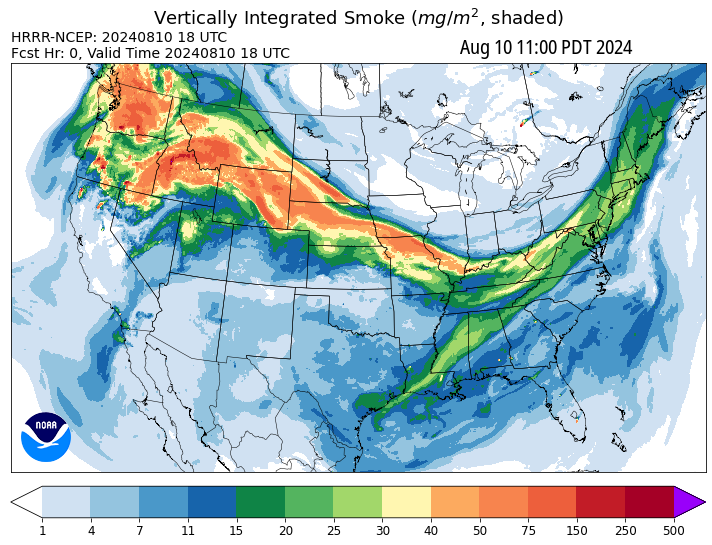 Vertically Integrated Smoke (mg/m², shaded)
HRRR-NCEP: 20240810 18 UTC
Fcst Hr: 0, Valid Time 20240810 18 UTC
Aug 10 11:00 PDT 2024
NOAA
1 4 7 11 15 20 25 30 40 50 75 150 250 500